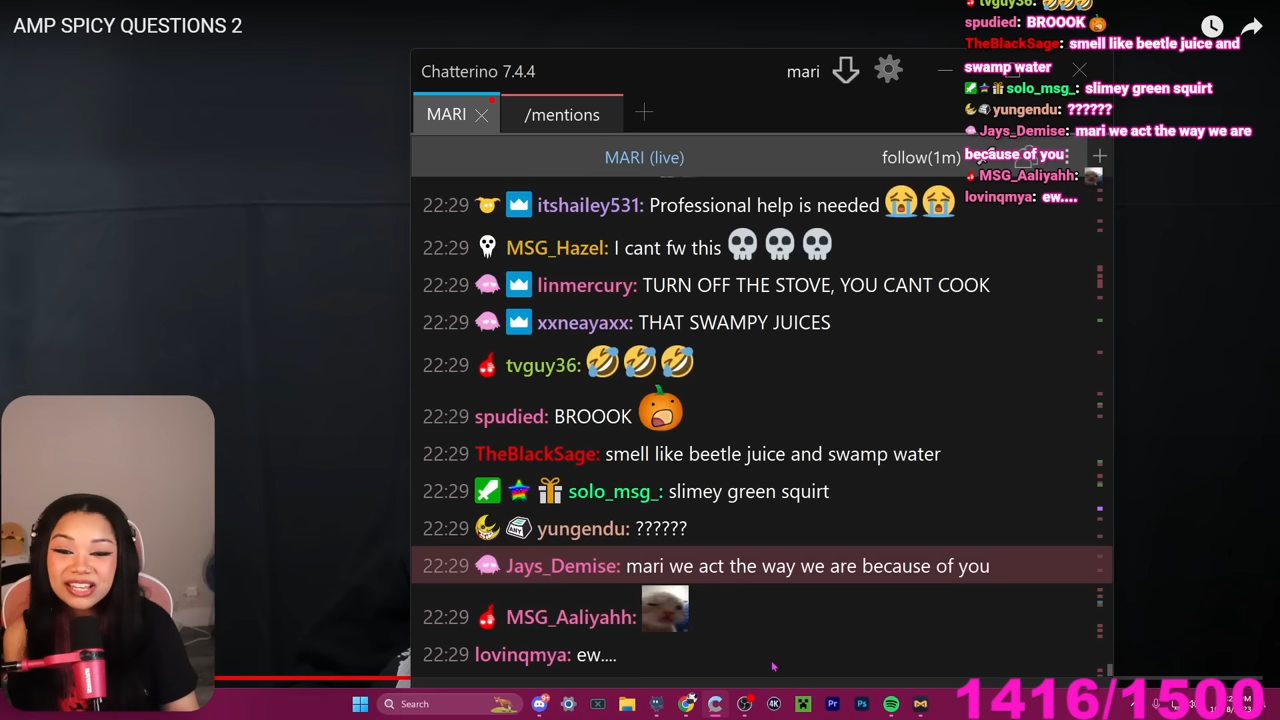 AMP SPICY QUESTIONS 2
tvguy36:
spudied: BROOOK
TheBlackSage: smell like beetle juice and
swamp water
solo_msg_: slimey green squirt
yungendu: ??????
Jays_Demise: mari we act the way we are
because of you
MSG_Aaliyahh:
lovinqmya: ew....
Chatterino 7.4.4
mari
MARI
/mentions
MARI (live)
follow(1m)
22:29 itshailey531: Professional help is needed
22:29 MSG_Hazel: I cant fw this
22:29 linmercury: TURN OFF THE STOVE, YOU CANT COOK
22:29 xxneayaxx: THAT SWAMPY JUICES
22:29 tvguy36:
22:29 spudied: BROOOK
22:29 TheBlackSage: smell like beetle juice and swamp water
22:29 solo_msg_: slimey green squirt
22:29 yungendu: ??????
22:29 Jays_Demise: mari we act the way we are because of you
22:29 MSG_Aaliyahh:
22:29 lovinqmya: ew....
Search
1416/1500